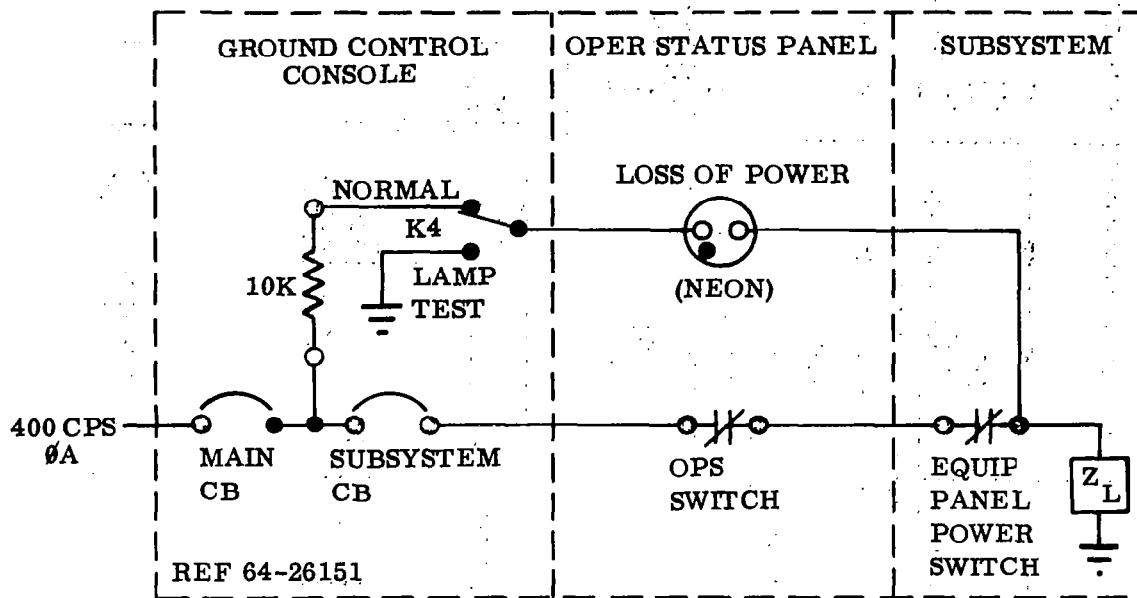 GROUND CONTROL
CONSOLE
OPER STATUS PANEL
SUBSYSTEM
LOSS OF POWER
NORMAL
K4
LAMP
TEST
10K
(NEON)
400 CPS
ØA
MAIN
CB
SUBSYSTEM
CB
OPS
SWITCH
EQUIP
PANEL
POWER
SWITCH
ZL
REF 64-26151